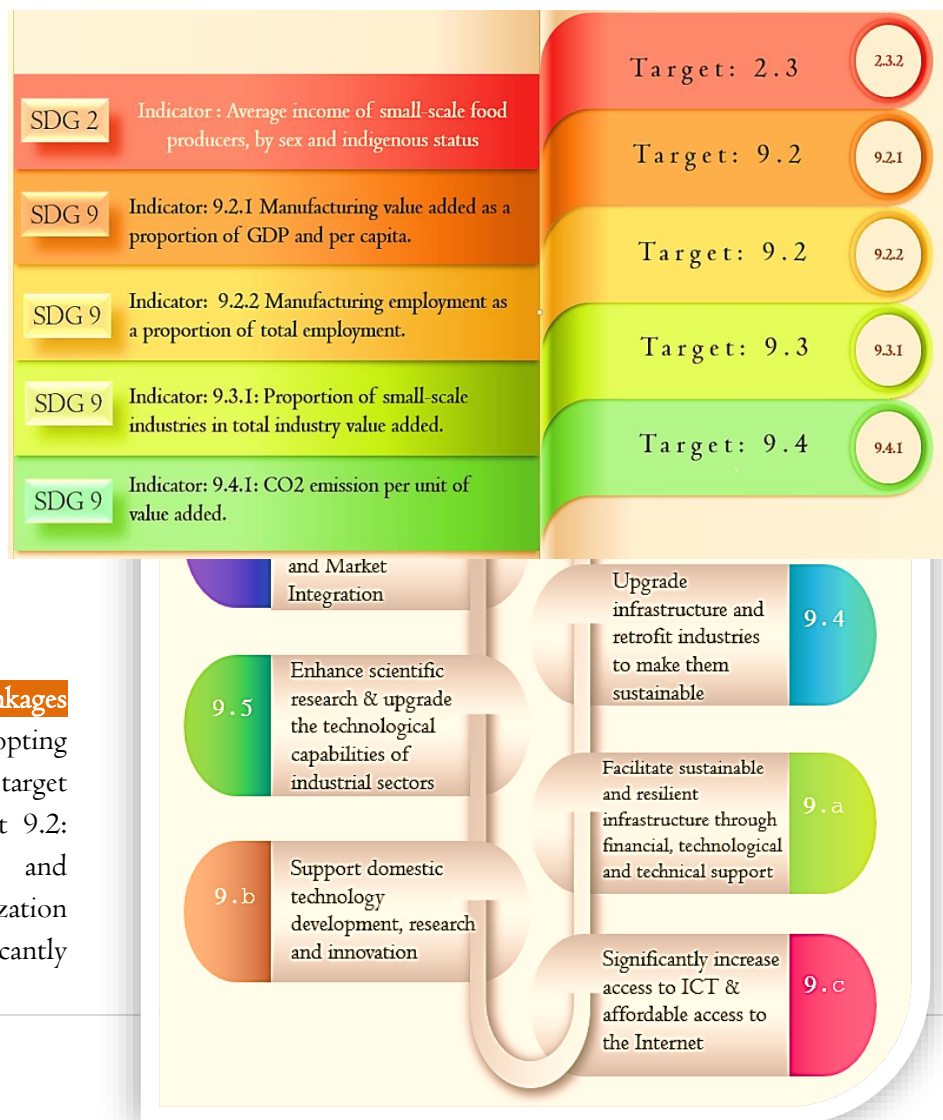 SDG 2
Indicator : Average income of small-scale food
producers, by sex and indigenous status
Target: 2.3
2.3.2
SDG 9
Indicator: 9.2.1 Manufacturing value added as a
proportion of GDP and per capita.
Target: 9.2
9.2.1
SDG 9
Indicator: 9.2.2 Manufacturing employment as
a proportion of total employment.
Target: 9.2
9.2.2
SDG 9
Indicator: 9.3.1: Proportion of small-scale
industries in total industry value added.
Target: 9.3
9.3.1
SDG 9
Indicator: 9.4.1: CO2 emission per unit of
value added.
Target: 9.4
9.4.1
and Market
Integration
Upgrade
infrastructure and
retrofit industries
to make them
sustainable
9.4
9.5
Enhance scientific
research & upgrade
the technological
capabilities of
industrial sectors
Facilitate sustainable
and resilient
infrastructure through
financial, technological
and technical support
9.a
9.b
Support domestic
technology
development, research
and innovation
Significantly increase
access to ICT &
affordable access to
the Internet
9.c
nkages
opting
target
t 9.2:
and
zation
cantly